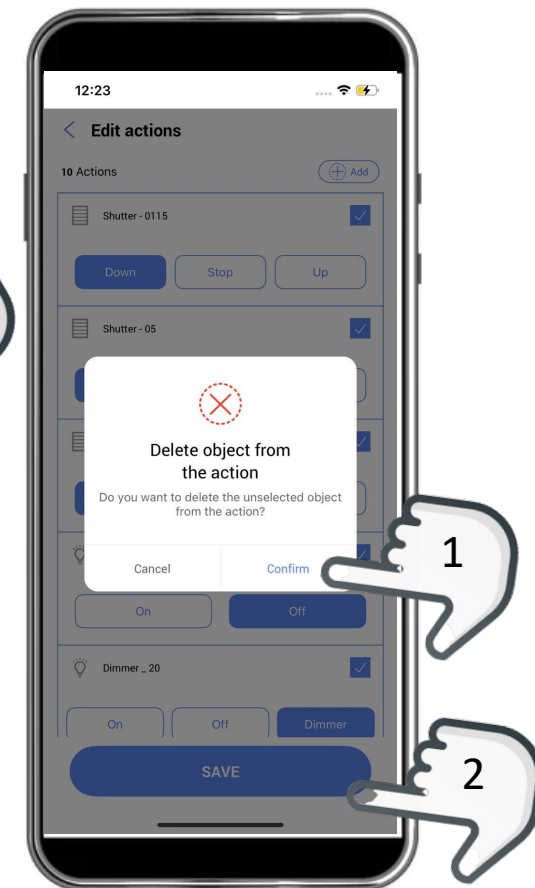 12:23
Edit actions
10 Actions
Add
Shutter - 0115
Down Stop Up
Shutter - 05
Delete object from
the action
Do you want to delete the unselected object
from the action?
Cancel Confirm
1
On Off
Dimmer _ 20
On Off Dimmer
SAVE
2